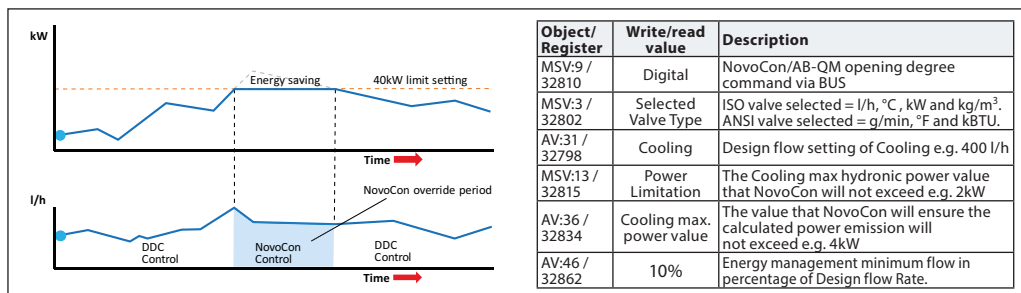 kW
Energy saving
40kW limit setting
Time
NovoCon override period
l/h
DDC
Control
NovoCon
Control
DDC
Control
Time
Object/
Register
Write/read
value
Description
MSV:9 /
32810
Digital
NovoCon/AB-QM opening degree
command via BUS
MSV:3 /
32802
Selected
Valve Type
ISO valve selected = l/h, °C , kW and kg/m³.
ANSI valve selected = g/min, °F and kBTU.
AV:31 /
32798
Cooling
Design flow setting of Cooling e.g. 400 l/h
MSV:13 /
32815
Power
Limitation
The Cooling max hydronic power value
that NovoCon will not exceed e.g. 2kW
AV:36 /
32834
Cooling max.
power value
The value that NovoCon will ensure the
calculated power emission will
not exceed e.g. 4kW
AV:46 /
32862
10%
Energy management minimum flow in
percentage of Design flow Rate.